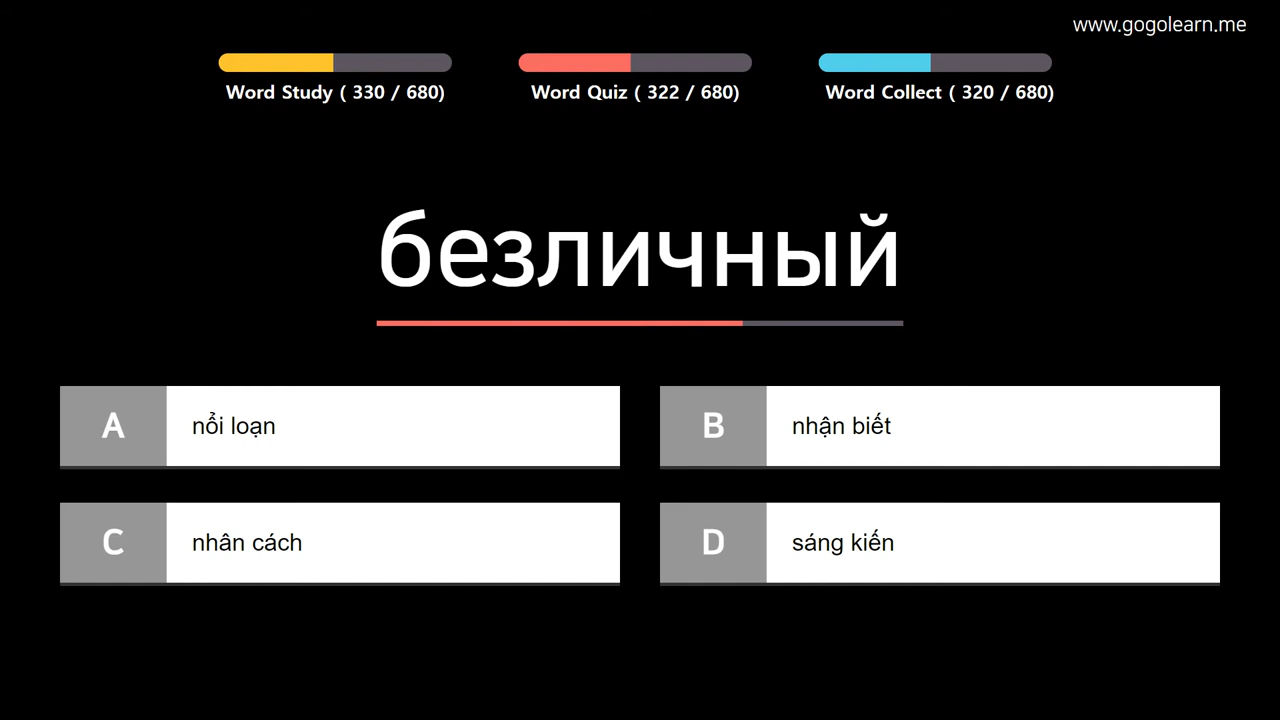 www.gogolearn.me
Word Study ( 330 / 680)
Word Quiz ( 322 / 680)
Word Collect ( 320 / 680)
безличный
A nổi loạn
B nhận biết
C nhân cách
D sáng kiến